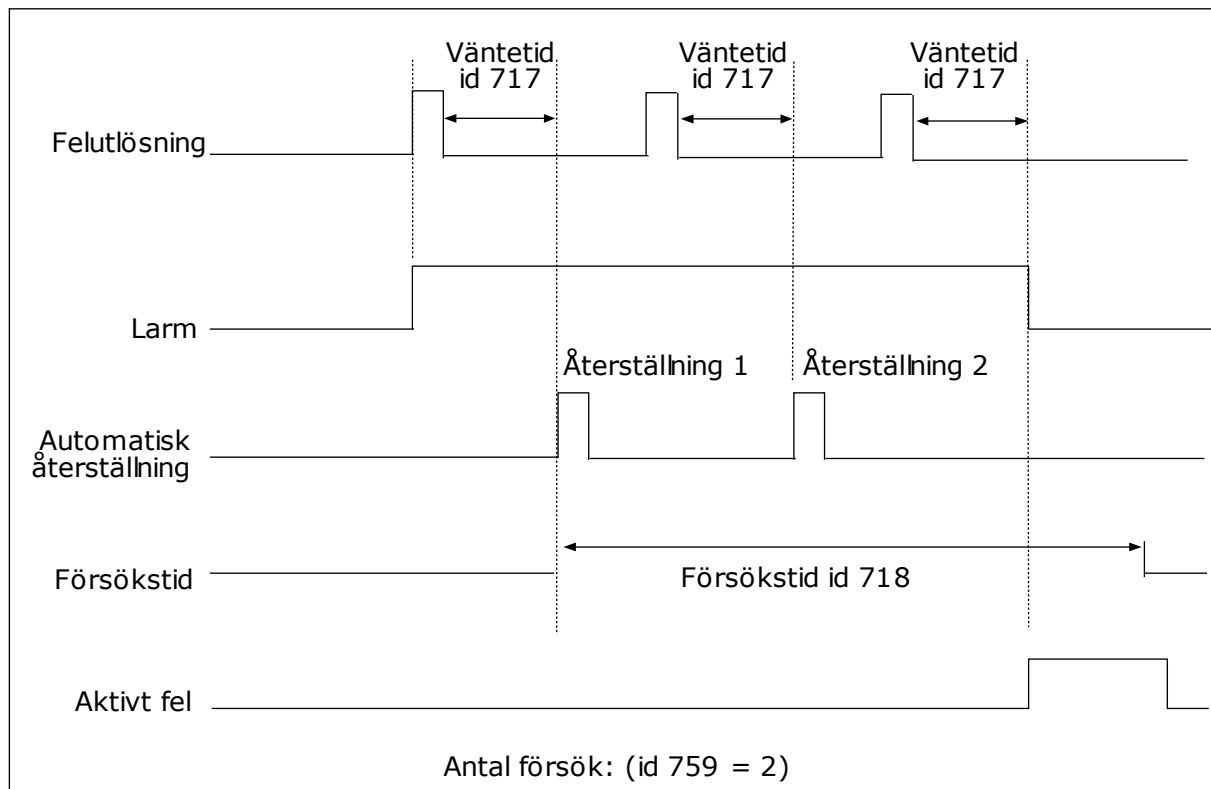 Väntetid
id 717
Väntetid
id 717
Väntetid
id 717
Felutlösning
Larm
Återställning 1
Återställning 2
Automatisk
återställning
Försökstid
Försökstid id 718
Aktivt fel
Antal försök: (id 759 = 2)